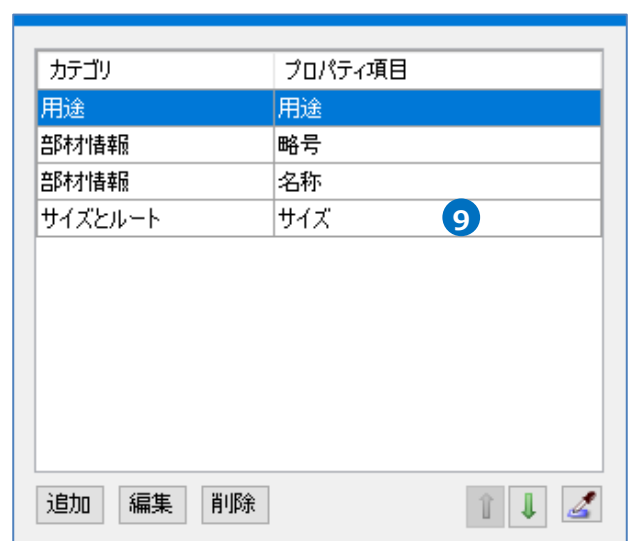 カテゴリ プロパティ項目
用途 用途
部材情報 略号
部材情報 名称
サイズとルート サイズ 9
追加 編集 削除